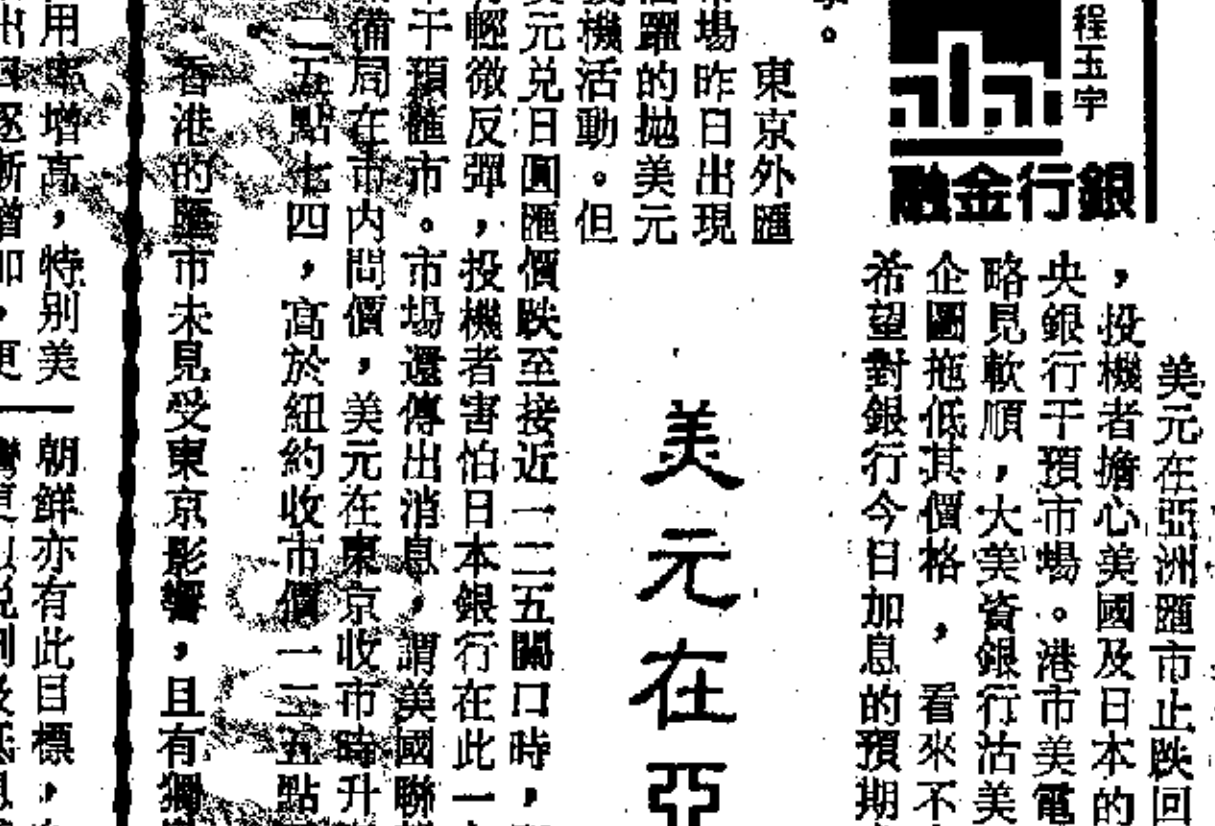 程玉宇
銀行金融
美元在亞洲匯市止跌回
，投機者擔心美國及日本的
央銀行干預市場。港市美電
略見軟順，大美資銀行沽美
企圖拖低其價格，看來不
希望對銀行今日加息的預期
美元在亞
東京外匯
場昨日出現
躍的拋美元
機活動。但
元兌日圓匯價跌至接近一二五關口時，
輕微反彈，投機者害怕日本銀行在此一
干預匯市。市場還傳出消息，謂美國聯
備局在市內問價，美元在東京收市時升
二五點七四，高於紐約收市價一二五點
香港的匯市未見受東京影響，且有獨
用率增高，特別美
逐漸增加，更
朝鮮亦有此目標，